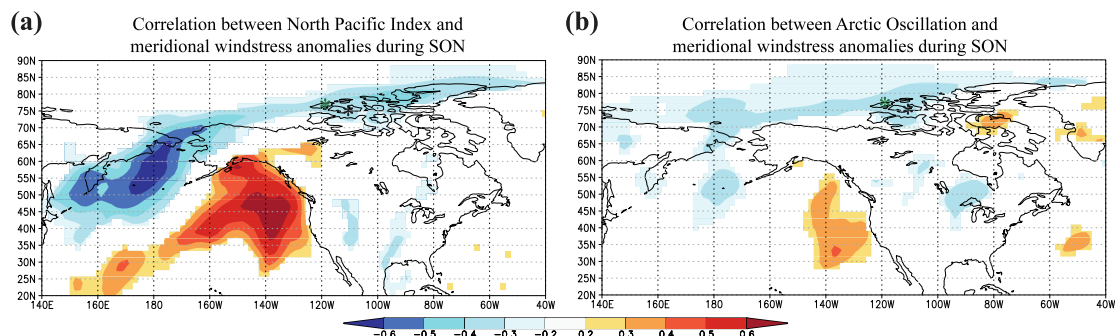 (a)
Correlation between North Pacific Index and
meridional windstress anomalies during SON
90N
80N
75N
70N
65N
60N
55N
50N
45N
40N
35N
30N
25N
20N
140E 160E 180 160W 140W 120W 100W 80W 60W 40W
(b)
Correlation between Arctic Oscillation and
meridional windstress anomalies during SON
90N
85N
80N
75N
70N
65N
60N
55N
50N
45N
40N
35N
30N
25N
20N
140E 160E 180 160W 140W 120W 100W 80W 60W 40W
-0.6 -0.5 -0.4 -0.3 -0.2 0.2 0.3 0.4 0.5 0.6